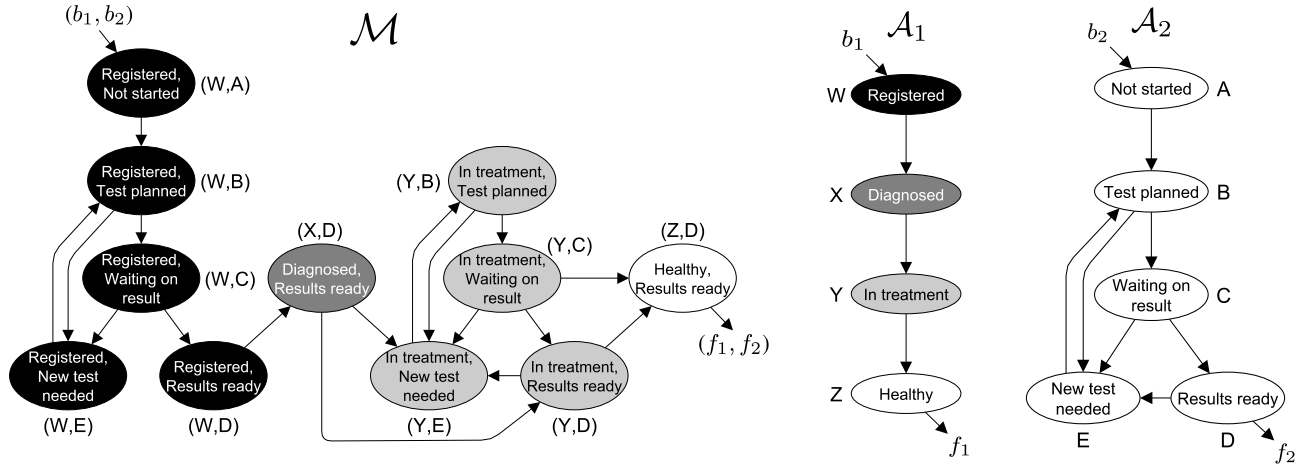 (b₁, b₂)
ℳ
Registered,
Not started
(W,A)
Registered,
Test planned
(W,B)
Registered,
Waiting on
result
(W,C)
Registered,
New test
needed
(W,E)
Registered,
Results ready
(W,D)
(X,D)
Diagnosed,
Results ready
(Y,B)
In treatment,
Test planned
(Y,C)
In treatment,
Waiting on
result
In treatment,
New test
needed
(Y,E)
In treatment,
Results ready
(Y,D)
(Z,D)
Healthy,
Results ready
(f₁, f₂)
𝒜₁
b₁
W
Registered
X
Diagnosed
Y
In treatment
Z
Healthy
f₁
𝒜₂
b₂
Not started
A
Test planned
B
Waiting on
result
C
New test
needed
E
Results ready
D
f₂